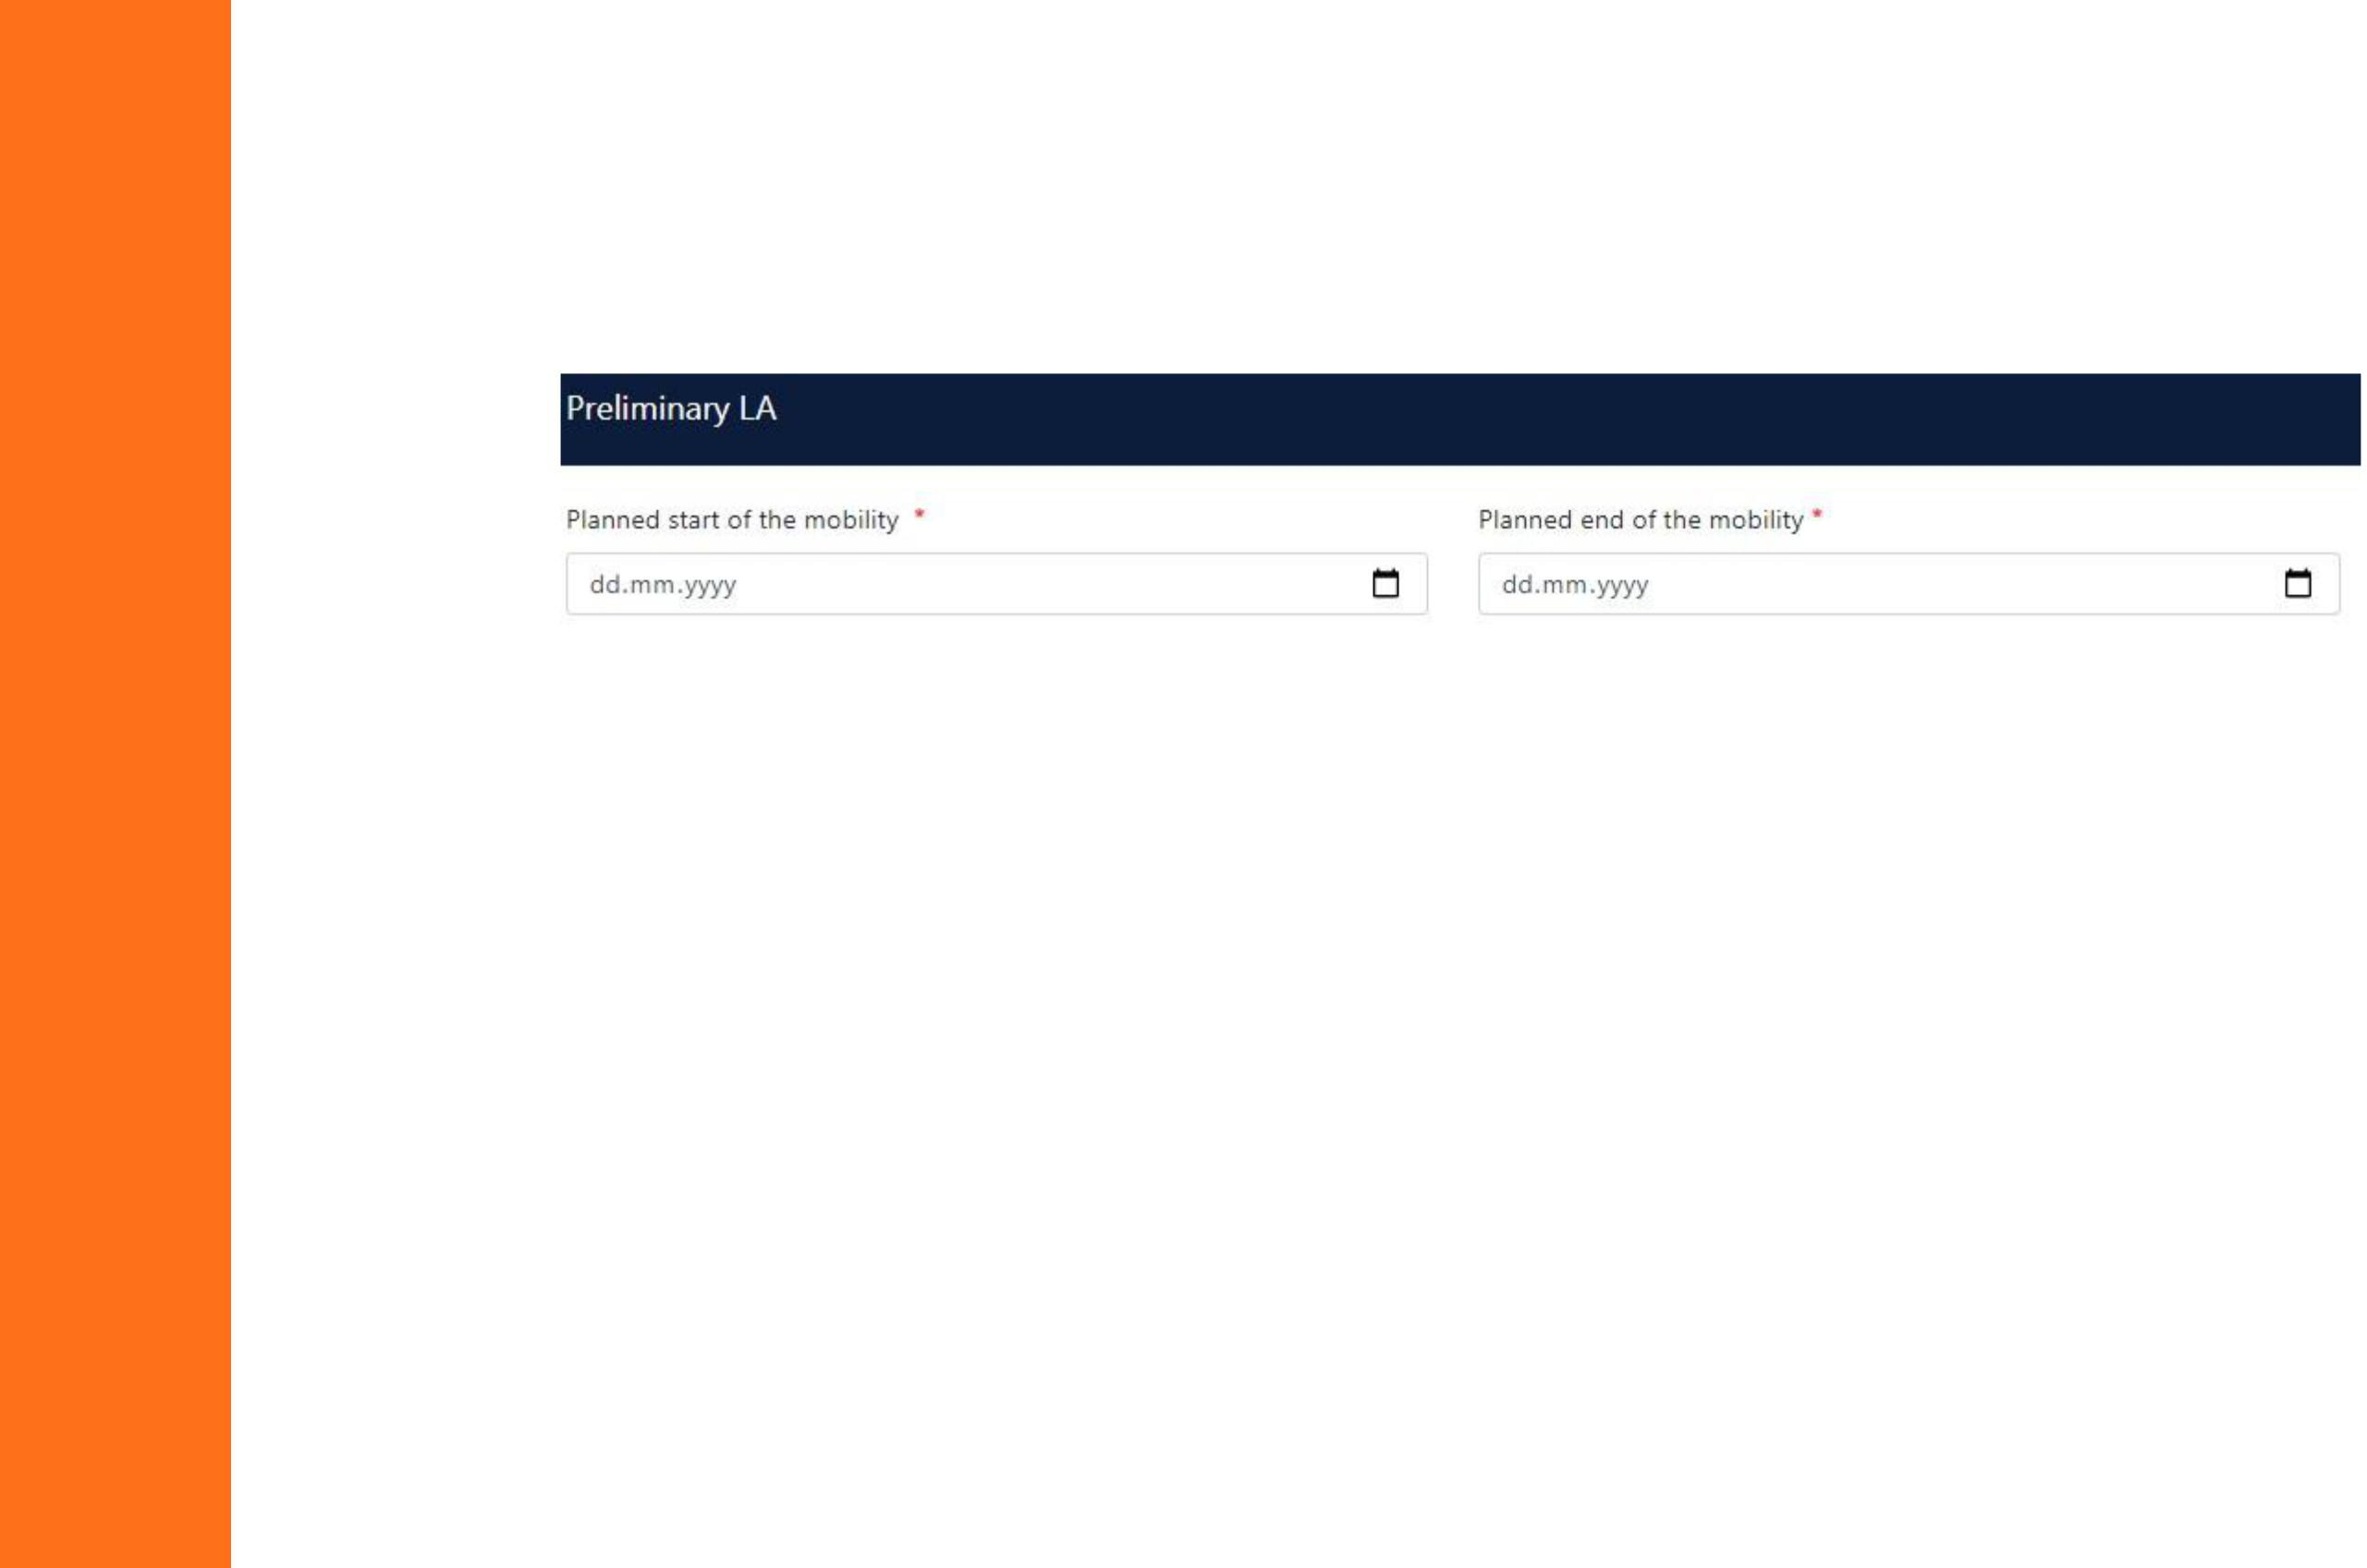 Preliminary LA
Planned start of the mobility *
Planned end of the mobility *
dd.mm.yyyy
dd.mm.yyyy